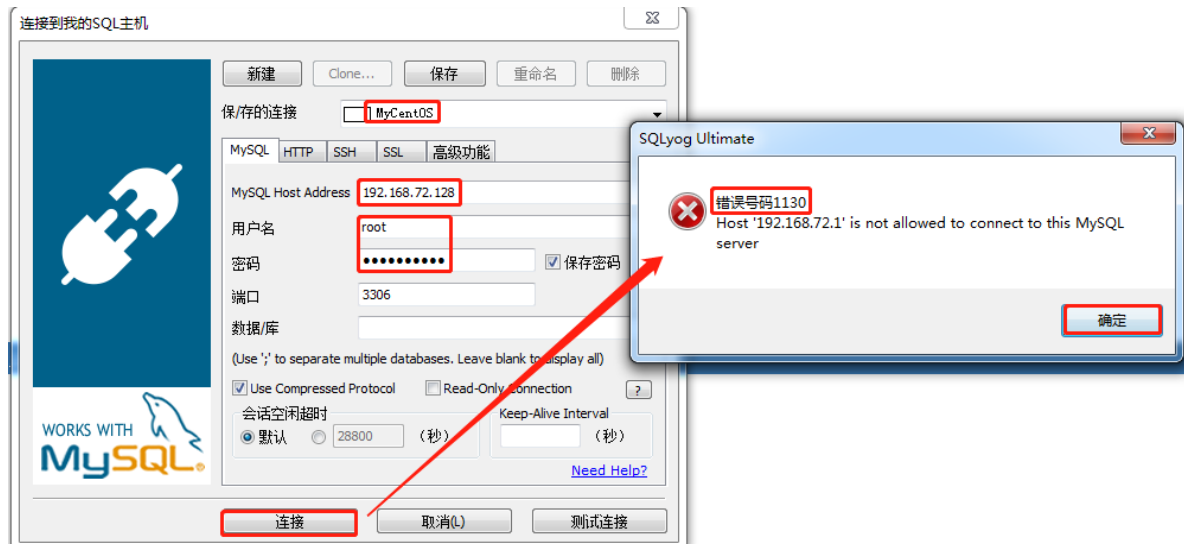 连接到我的SQL主机
新建
Clone...
保存
重命名
删除
保/存的连接
MyCentOS
MySQL
HTTP
SSH
SSL
高级功能
MySQL Host Address
192.168.72.128
用户名
root
密码
••••••••••
保存密码
端口
3306
数据/库
(Use ';' to separate multiple databases. Leave blank to display all)
Use Compressed Protocol
Read-Only Connection
?
会话空闲超时
默认
28800
(秒)
Keep-Alive Interval
(秒)
Need Help?
WORKS WITH
MySQL®
连接
取消(L)
测试连接
SQLyog Ultimate
错误号码1130
Host '192.168.72.1' is not allowed to connect to this MySQL
server
确定